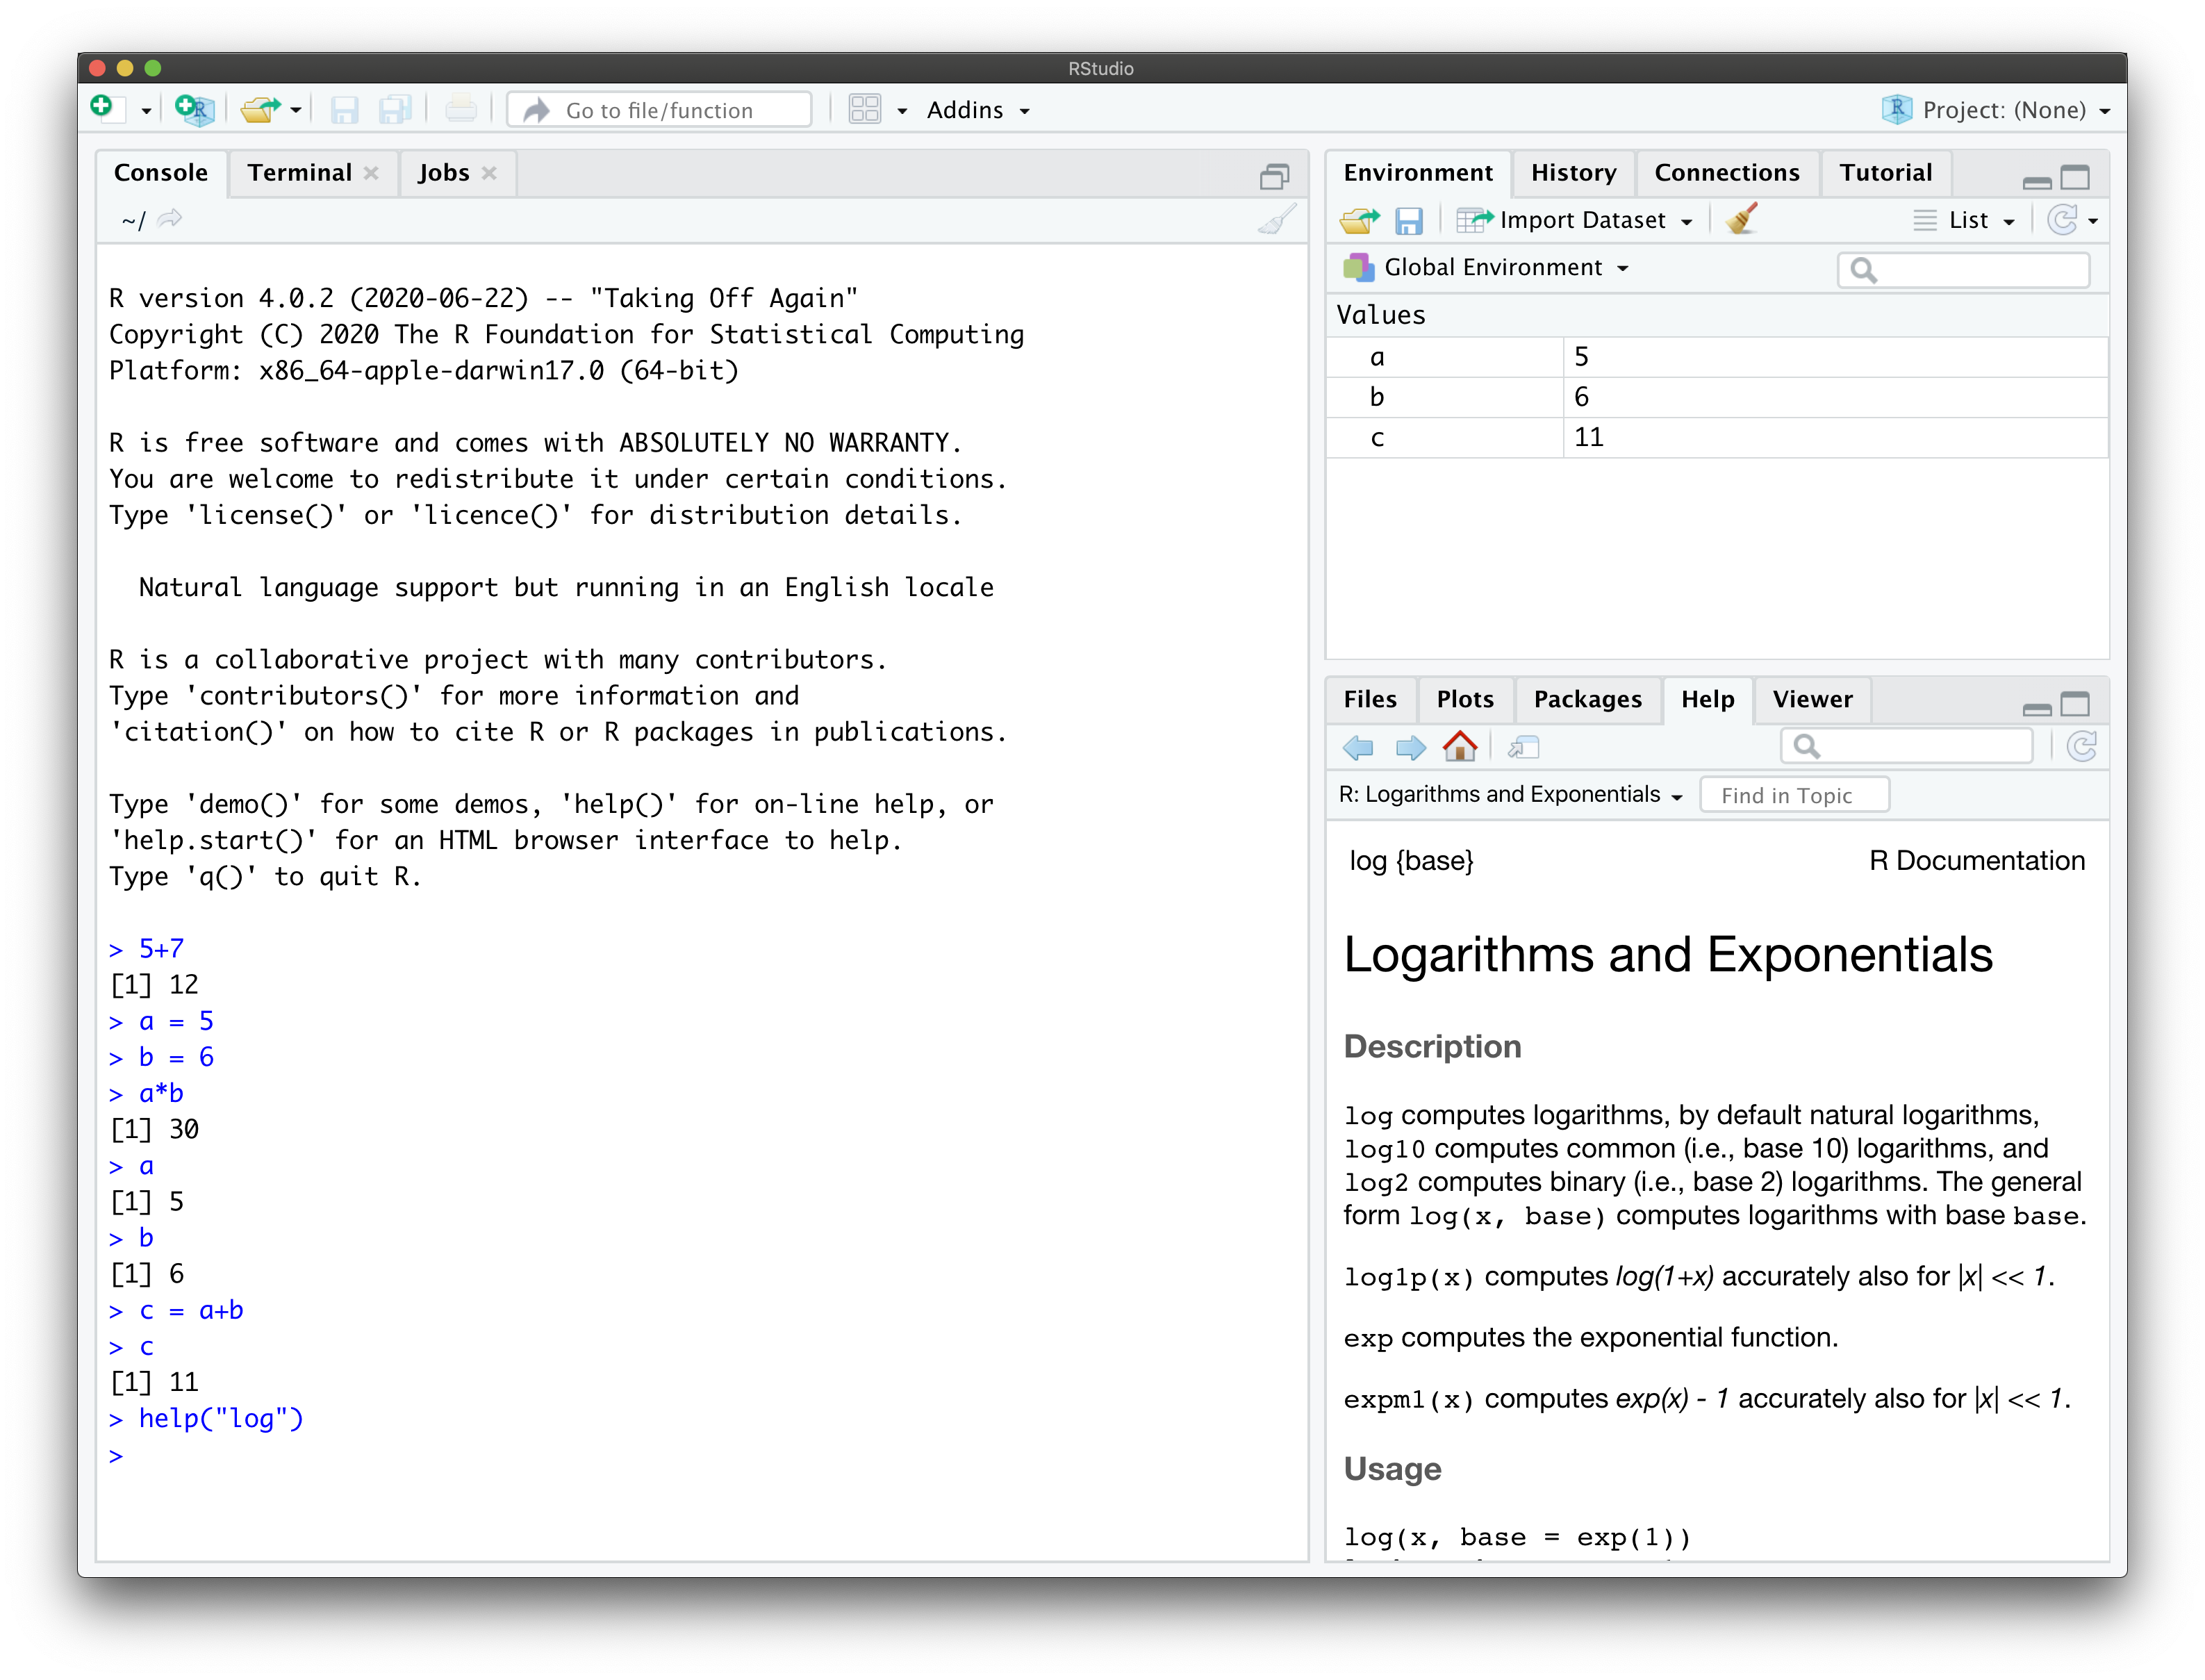 RStudio
Go to file/function
Addins
Project: (None)
Console Terminal Jobs
~/
R version 4.0.2 (2020-06-22) -- "Taking Off Again"
Copyright (C) 2020 The R Foundation for Statistical Computing
Platform: x86_64-apple-darwin17.0 (64-bit)
R is free software and comes with ABSOLUTELY NO WARRANTY.
You are welcome to redistribute it under certain conditions.
Type 'license()' or 'licence()' for distribution details.
Natural language support but running in an English locale
R is a collaborative project with many contributors.
Type 'contributors()' for more information and
'citation()' on how to cite R or R packages in publications.
Type 'demo()' for some demos, 'help()' for on-line help, or
'help.start()' for an HTML browser interface to help.
Type 'q()' to quit R.
> 5+7
[1] 12
> a = 5
> b = 6
> a*b
[1] 30
> a
[1] 5
> b
[1] 6
> c = a+b
> c
[1] 11
> help("log")
>
Environment History Connections Tutorial
Import Dataset List
Global Environment
Values
a 5
b 6
c 11
Files Plots Packages Help Viewer
R: Logarithms and Exponentials Find in Topic
log {base} R Documentation
Logarithms and Exponentials
Description
log computes logarithms, by default natural logarithms,
log10 computes common (i.e., base 10) logarithms, and
log2 computes binary (i.e., base 2) logarithms. The general
form log(x, base) computes logarithms with base base.
log1p(x) computes log(1+x) accurately also for |x| << 1.
exp computes the exponential function.
expm1(x) computes exp(x) - 1 accurately also for |x| << 1.
Usage
log(x, base = exp(1))